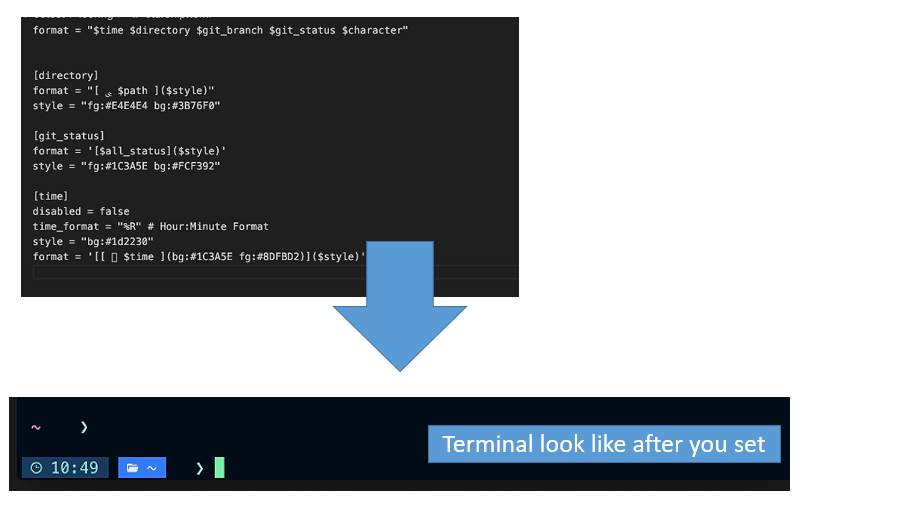 format = "$time $directory $git_branch $git_status $character"
[directory]
format = "[ ي $path ]($style)"
style = "fg:#E4E4E4 bg:#3B76F0"
[git_status]
format = '[$all_status]($style)'
style = "fg:#1C3A5E bg:#FCF392"
[time]
disabled = false
time_format = "%R" # Hour:Minute Format
style = "bg:#1d2230"
format = '[[ $time ](bg:#1C3A5E fg:#8DFBD2)]($style)'
~ ❯
Terminal look like after you set
10:49 ~ ❯